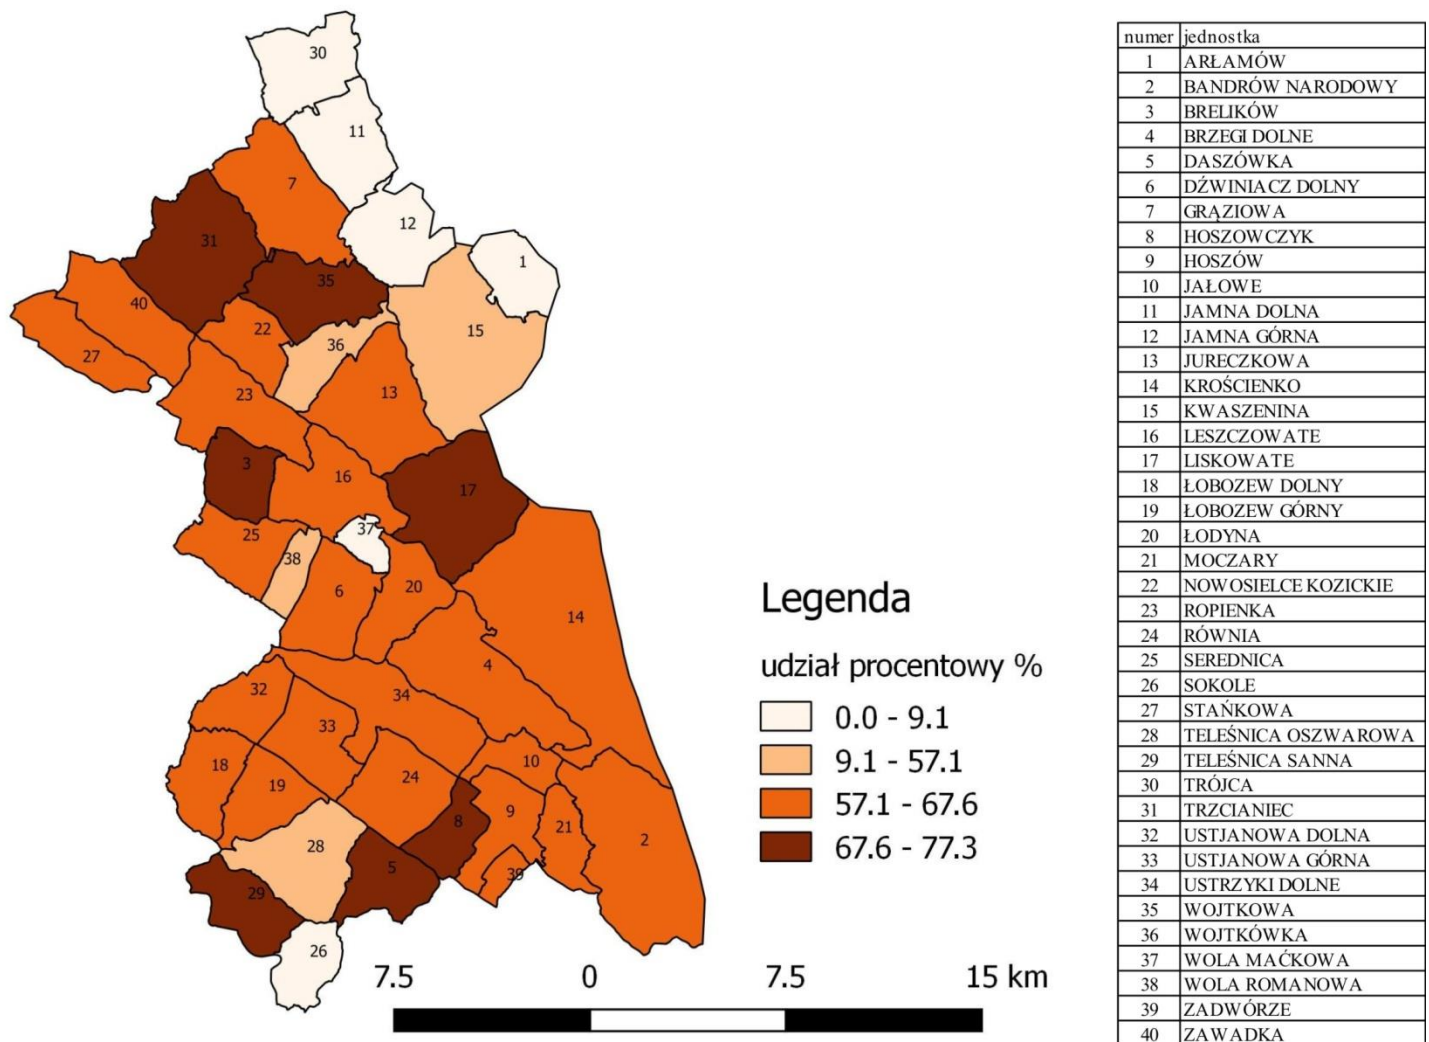 30
11
7
12
31
1
35
40
22
15
36
27
23
13
3
16
17
37
25
38
6
20
14
4
32
34
33
18
19
24
10
9
8
21
2
28
5
39
29
26
Legenda
udział procentowy %
0.0 - 9.1
9.1 - 57.1
57.1 - 67.6
67.6 - 77.3
7.5 0 7.5 15 km
numer jednostka
1 ARŁAMÓW
2 BANDRÓW NARODOWY
3 BRELIKÓW
4 BRZEGI DOLNE
5 DASZÓWKA
6 DŹWINIACZ DOLNY
7 GRĄZIOWA
8 HOSZOWCZYK
9 HOSZÓW
10 JAŁOWE
11 JAMNA DOLNA
12 JAMNA GÓRNA
13 JURECZKOWA
14 KROŚCIENKO
15 KWASZENINA
16 LESZCZOWATE
17 LISKOWATE
18 ŁOBOZEW DOLNY
19 ŁOBOZEW GÓRNY
20 ŁODYNA
21 MOCZARY
22 NOWOSIELCE KOZICKIE
23 ROPIENKA
24 RÓWNIA
25 SEREDNICA
26 SOKOLE
27 STAŃKOWA
28 TELEŚNICA OSZWAROWA
29 TELEŚNICA SANNA
30 TRÓJCA
31 TRZCIANIEC
32 USTJANOWA DOLNA
33 USTJANOWA GÓRNA
34 USTRZYKI DOLNE
35 WOJTKOWA
36 WOJTKÓWKA
37 WOLA MAĆKOWA
38 WOLA ROMANOWA
39 ZADWÓRZE
40 ZAWADKA